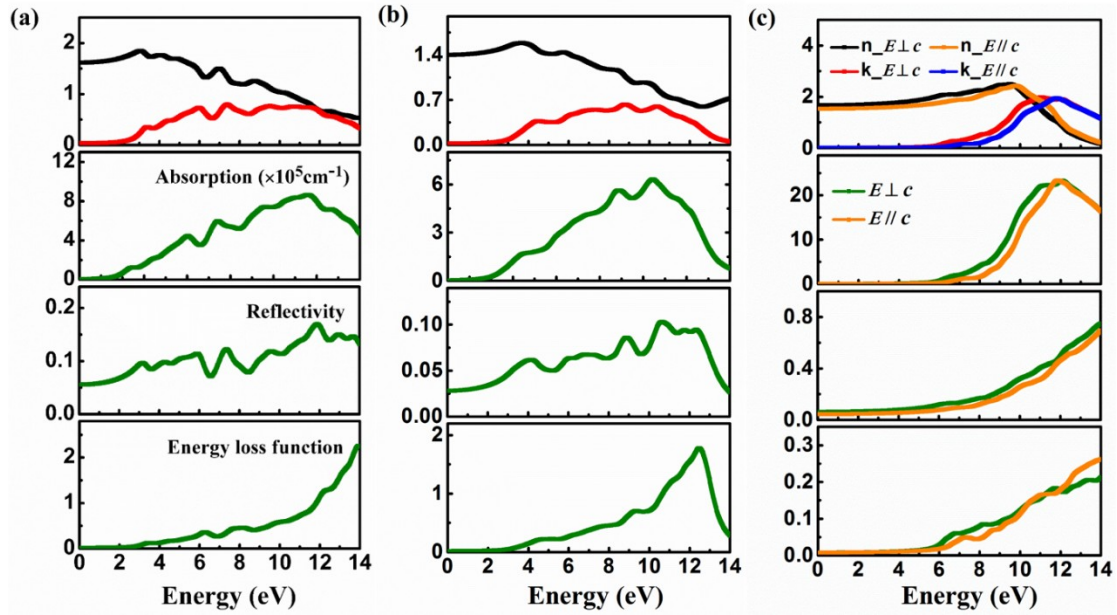 (a)
2
1
0
12
8
4
0
Absorption (×10⁵cm⁻¹)
0.2
0.1
0.0
Reflectivity
2
1
0
Energy loss function
0 2 4 6 8 10 12 14
Energy (eV)
(b)
1.4
0.7
0.0
6
3
0
0.10
0.05
0.00
2
1
0
0 2 4 6 8 10 12 14
Energy (eV)
(c)
4
2
0
n_E⊥c n_E//c
k_E⊥c k_E//c
20
10
0
E⊥c
E//c
0.8
0.4
0.0
0.3
0.2
0.1
0.0
0 2 4 6 8 10 12 14
Energy (eV)